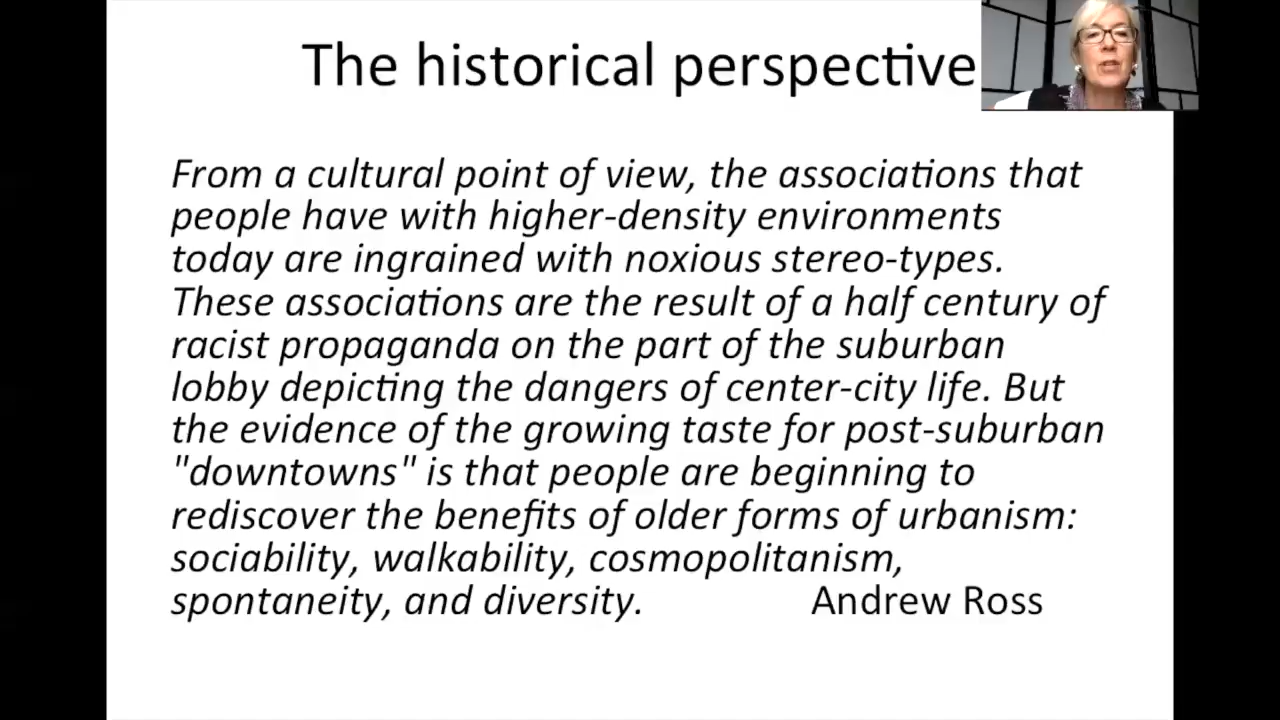 The historical perspective
From a cultural point of view, the associations that
people have with higher-density environments
today are ingrained with noxious stereo-types.
These associations are the result of a half century of
racist propaganda on the part of the suburban
lobby depicting the dangers of center-city life. But
the evidence of the growing taste for post-suburban
"downtowns" is that people are beginning to
rediscover the benefits of older forms of urbanism:
sociability, walkability, cosmopolitanism,
spontaneity, and diversity. Andrew Ross